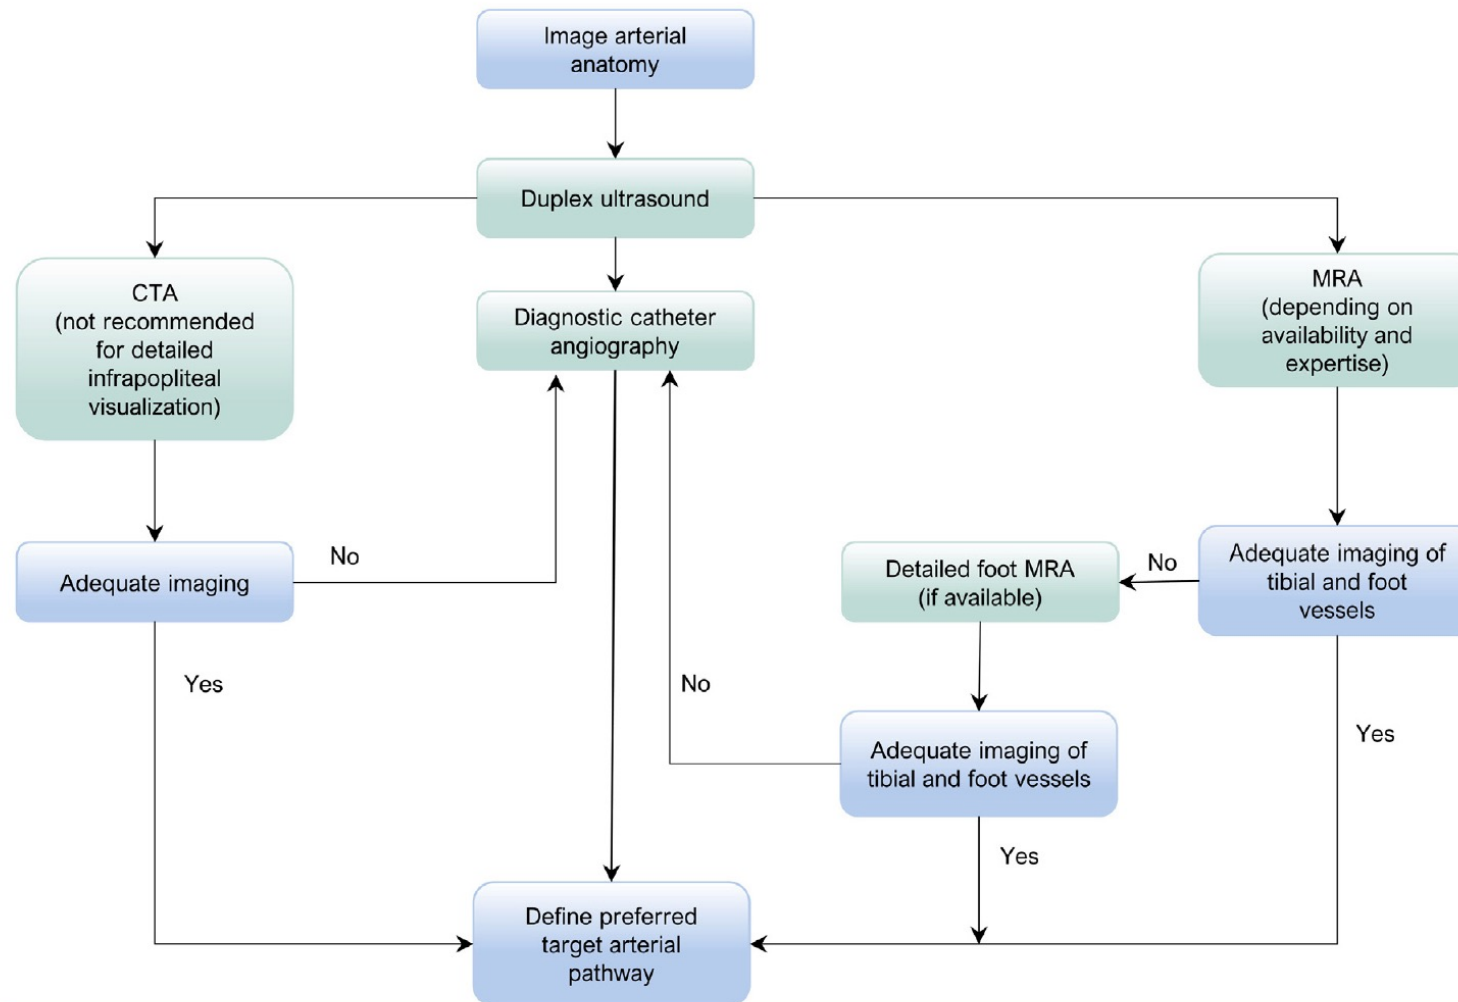 Image arterial
anatomy
Duplex ultrasound
CTA
(not recommended
for detailed
infrapopliteal
visualization)
Diagnostic catheter
angiography
MRA
(depending on
availability and
expertise)
Adequate imaging
No
Yes
Detailed foot MRA
(if available)
No
Adequate imaging of
tibial and foot
vessels
No
Adequate imaging of
tibial and foot vessels
Yes
Yes
Define preferred
target arterial
pathway